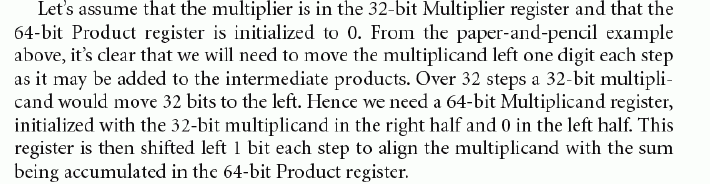 Let's assume that the multiplier is in the 32-bit Multiplier register and that the
64-bit Product register is initialized to 0. From the paper-and-pencil example
above, it's clear that we will need to move the multiplicand left one digit each step
as it may be added to the intermediate products. Over 32 steps a 32-bit multipli-
cand would move 32 bits to the left. Hence we need a 64-bit Multiplicand register,
initialized with the 32-bit multiplicand in the right half and 0 in the left half. This
register is then shifted left 1 bit each step to align the multiplicand with the sum
being accumulated in the 64-bit Product register.